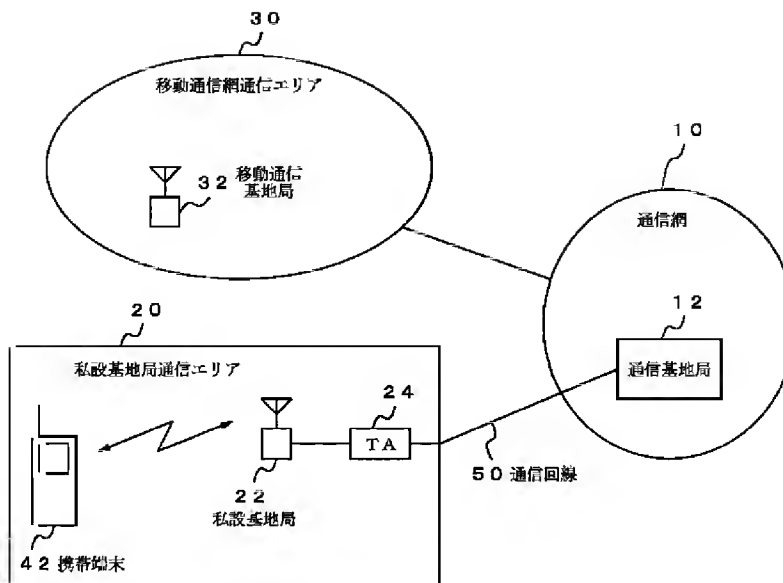 30
移動通信網通信エリア
32
移動通信
基地局
10
通信網
12
通信基地局
20
私設基地局通信エリア
24
TA
22
私設基地局
50 通信回線
42 携帯端末